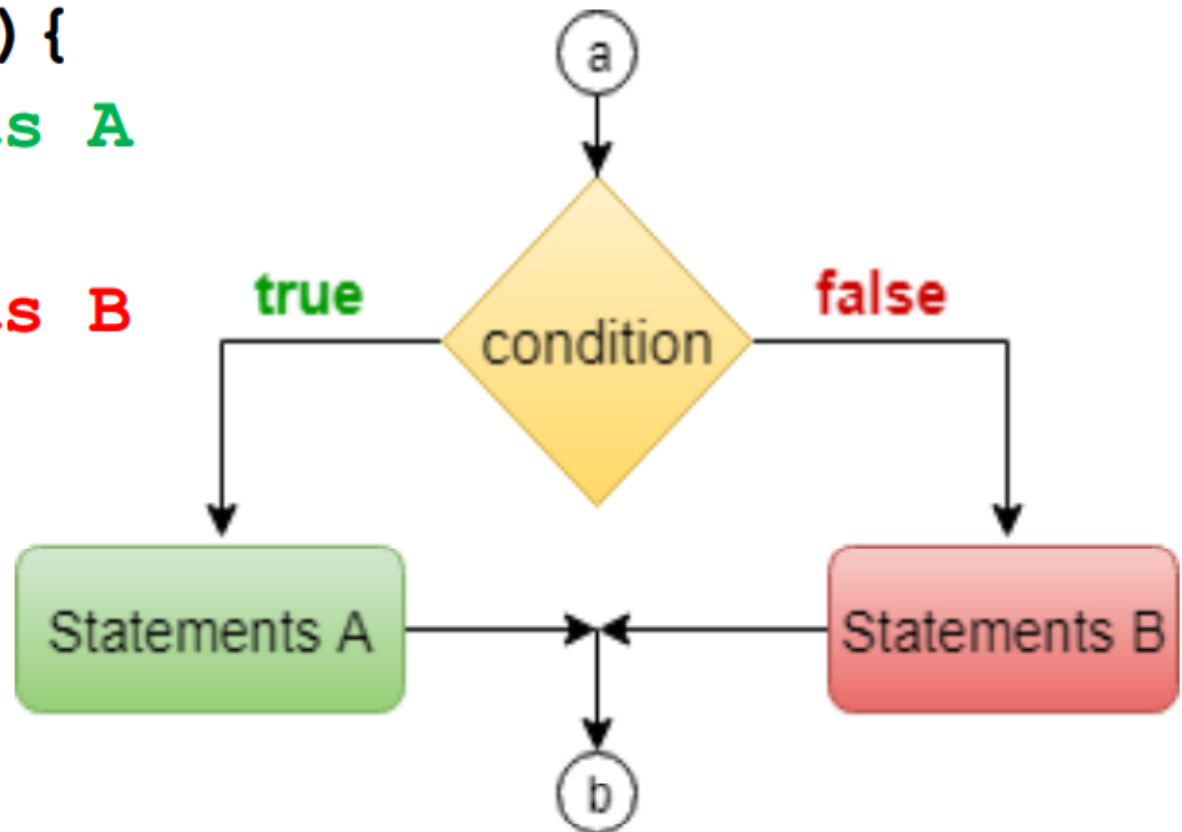 ) {
s A
s B
a
true
false
condition
Statements A
Statements B
b